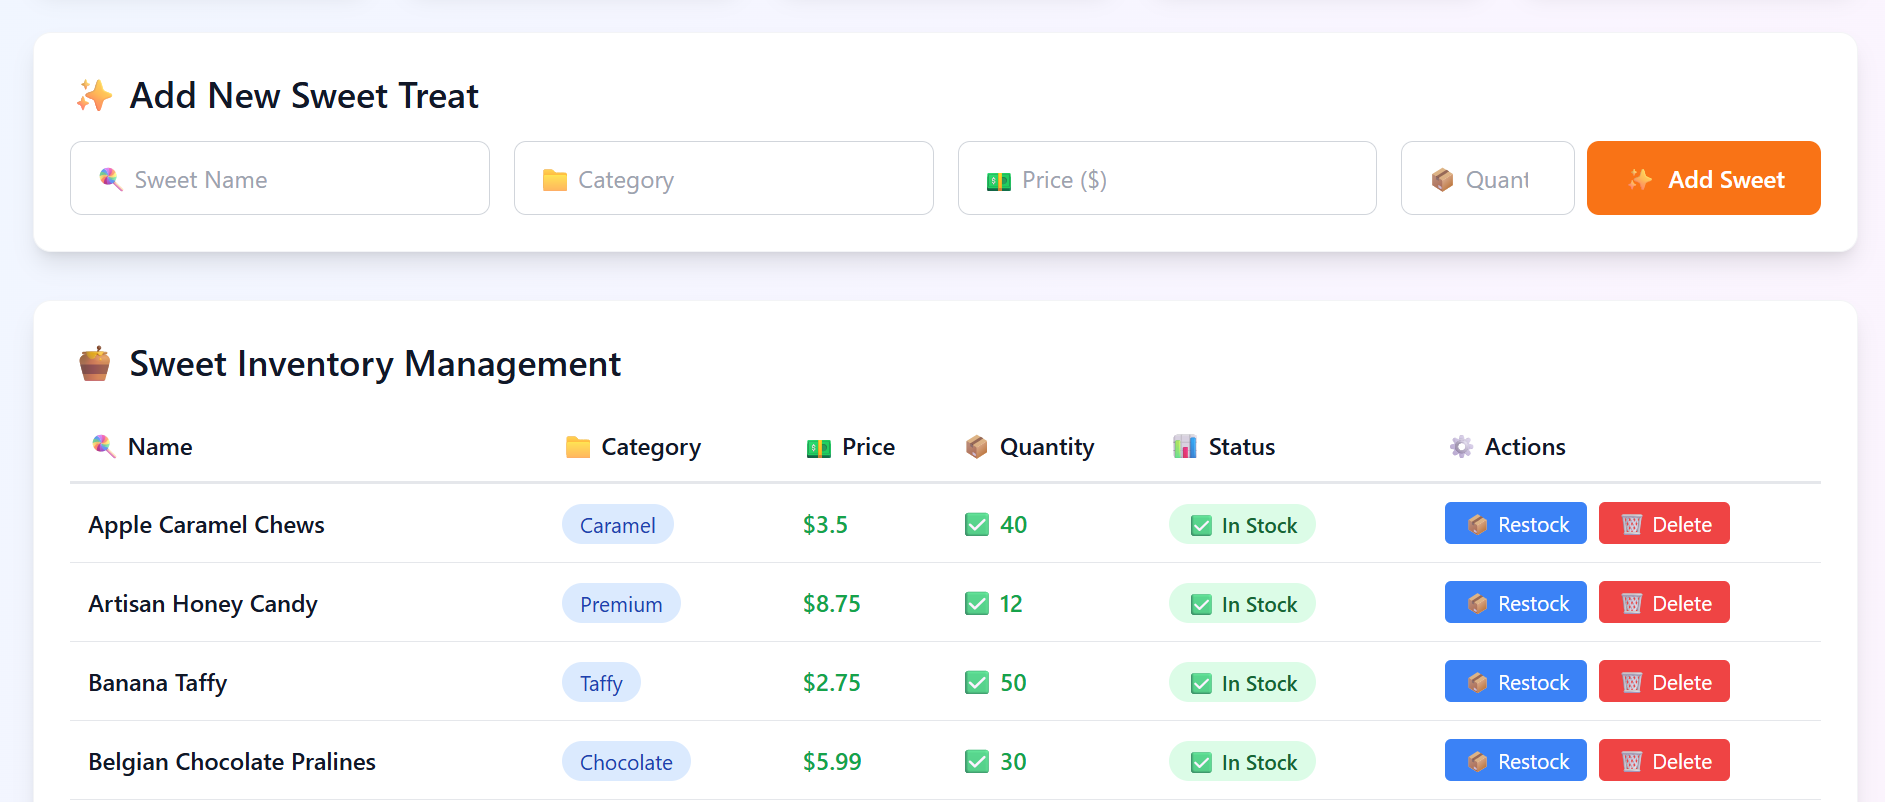 ✨ Add New Sweet Treat
🍭 Sweet Name 📁 Category 💵 Price ($) 📦 Quant ✨ Add Sweet
🍯 Sweet Inventory Management
🍭 Name 📁 Category 💵 Price 📦 Quantity 📊 Status ⚙️ Actions
Apple Caramel Chews Caramel $3.5 ✅ 40 ✅ In Stock 📦 Restock 🗑️ Delete
Artisan Honey Candy Premium $8.75 ✅ 12 ✅ In Stock 📦 Restock 🗑️ Delete
Banana Taffy Taffy $2.75 ✅ 50 ✅ In Stock 📦 Restock 🗑️ Delete
Belgian Chocolate Pralines Chocolate $5.99 ✅ 30 ✅ In Stock 📦 Restock 🗑️ Delete